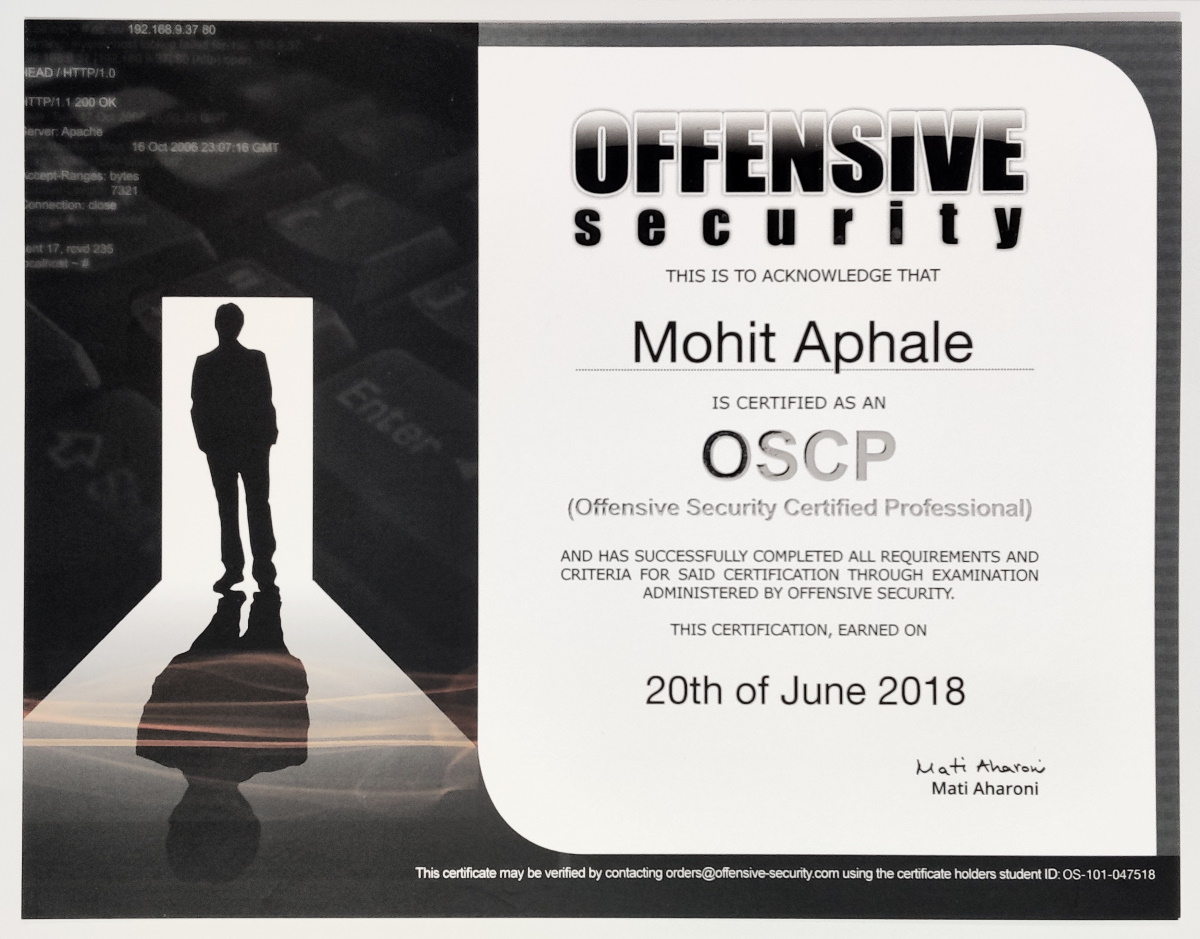 192.168.9.37 80
HEAD / HTTP/1.0
HTTP/1.1 200 OK
Server: Apache
16 Oct 2006 23:07:16 GMT
Accept-Ranges: bytes
7321
Connection: close
sent 17, rcvd 235
localhost ~ #
Enter
OFFENSIVE
security
THIS IS TO ACKNOWLEDGE THAT
Mohit Aphale
IS CERTIFIED AS AN
OSCP
(Offensive Security Certified Professional)
AND HAS SUCCESSFULLY COMPLETED ALL REQUIREMENTS AND
CRITERIA FOR SAID CERTIFICATION THROUGH EXAMINATION
ADMINISTERED BY OFFENSIVE SECURITY.
THIS CERTIFICATION, EARNED ON
20th of June 2018
Mati Aharoni
Mati Aharoni
This certificate may be verified by contacting orders@offensive-security.com using the certificate holders student ID: OS-101-047518